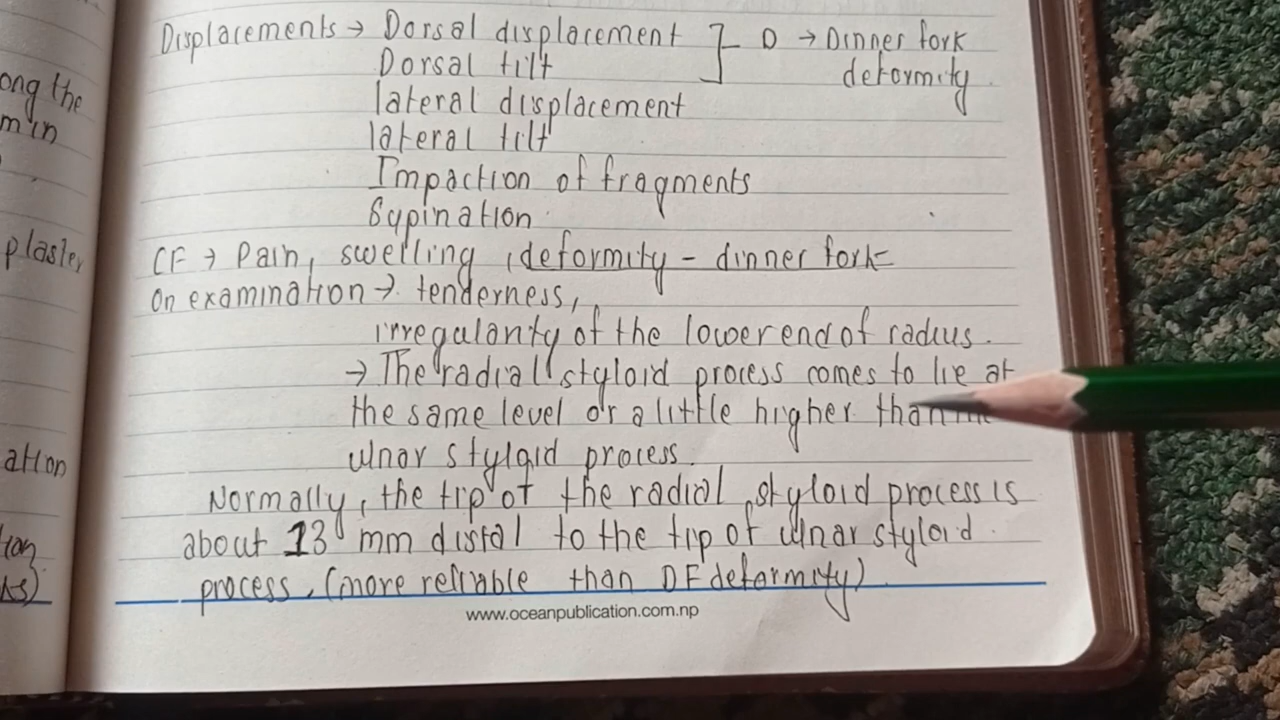 Displacements → Dorsal displacement ] D → Dinner fork
Dorsal tilt deformity
ong the
lateral displacement
min
lateral tilt
Impaction of fragments
Supination
plaster
CF → Pain, swelling, deformity - dinner fork
On examination → tenderness,
irregularity of the lower end of radius.
→ The radial styloid process comes to lie at
the same level or a little higher than
ulnar styloid process.
ation
Normally, the tip of the radial styloid process is
about 13 mm distal to the tip of ulnar styloid
process. (more reliable than DF deformity)
www.oceanpublication.com.np